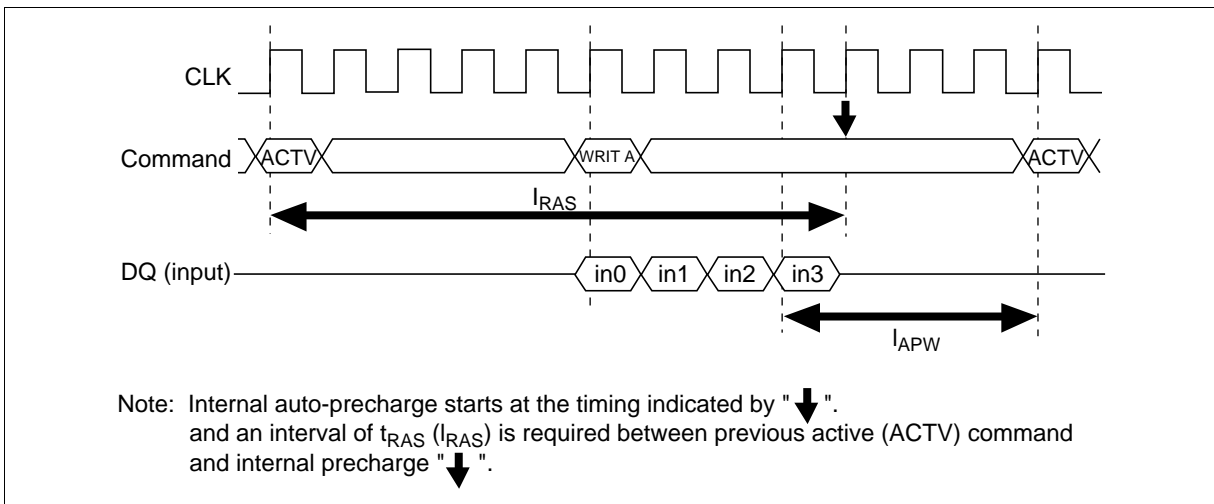 CLK
Command ACTV WRIT A ACTV
lRAS
DQ (input) in0 in1 in2 in3
lAPW
Note: Internal auto-precharge starts at the timing indicated by " ".
and an interval of tRAS (lRAS) is required between previous active (ACTV) command
and internal precharge " ".